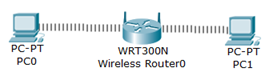 PC-PT
PC0
WRT300N
Wireless Router0
PC-PT
PC1